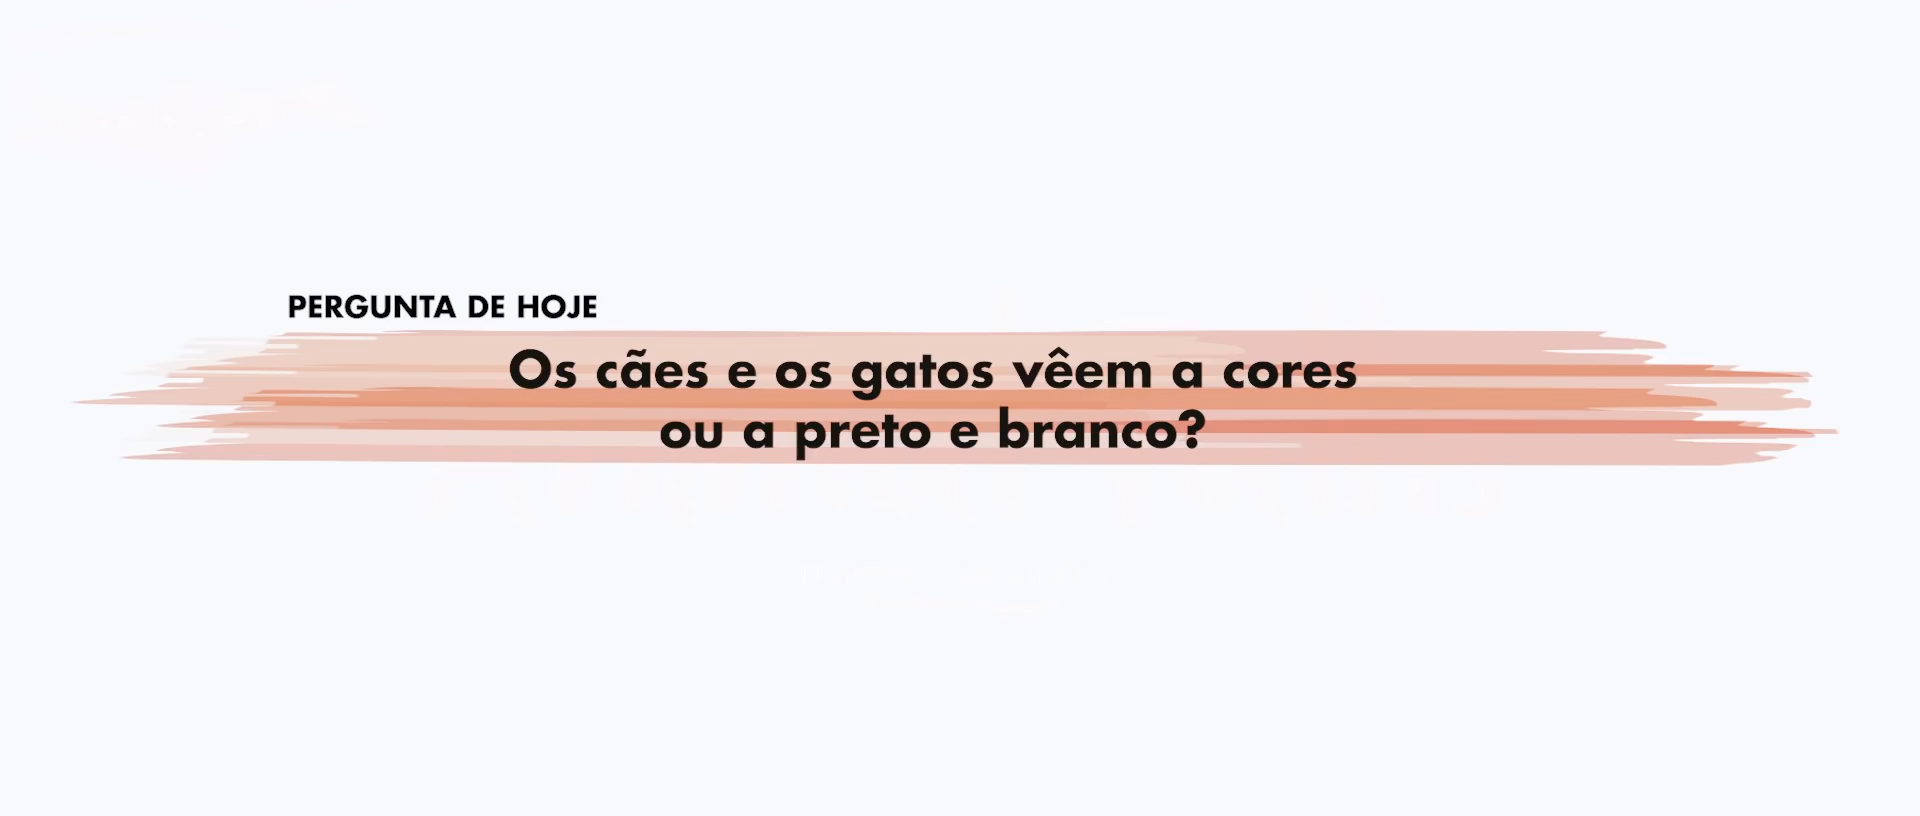 PERGUNTA DE HOJE
Os cães e os gatos vêem a cores
ou a preto e branco?